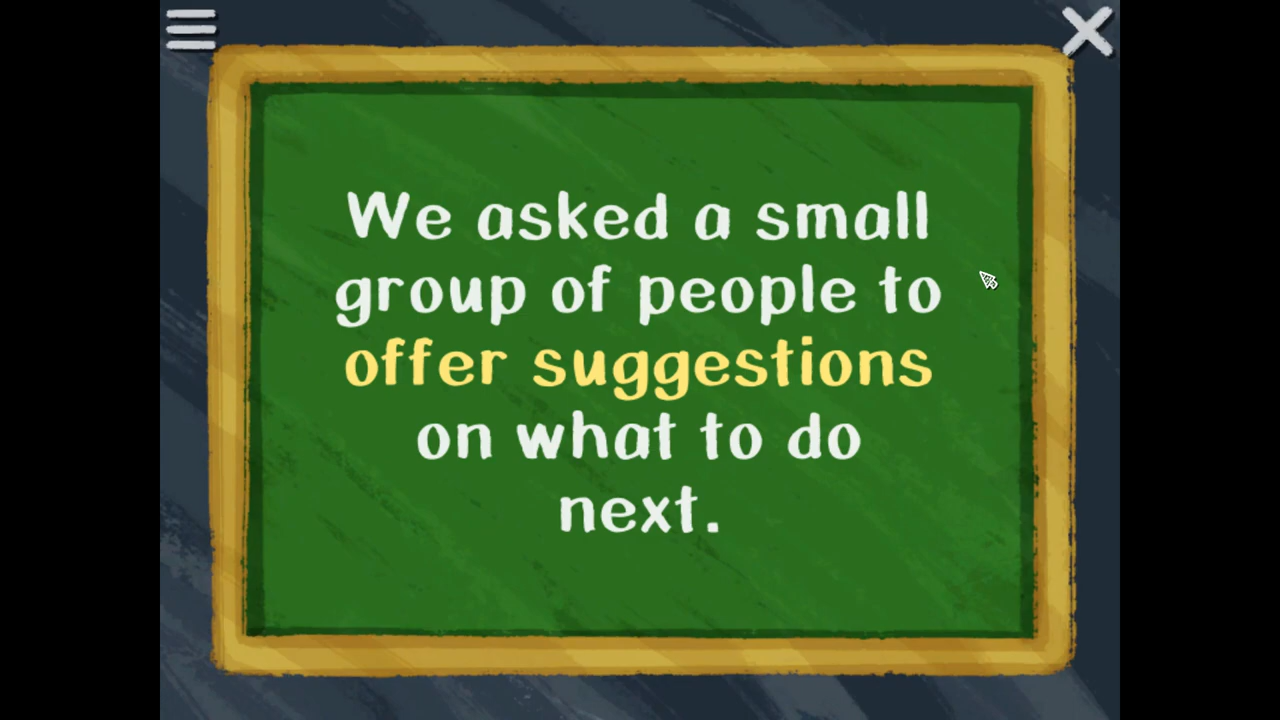 We asked a small
group of people to
offer suggestions
on what to do
next.